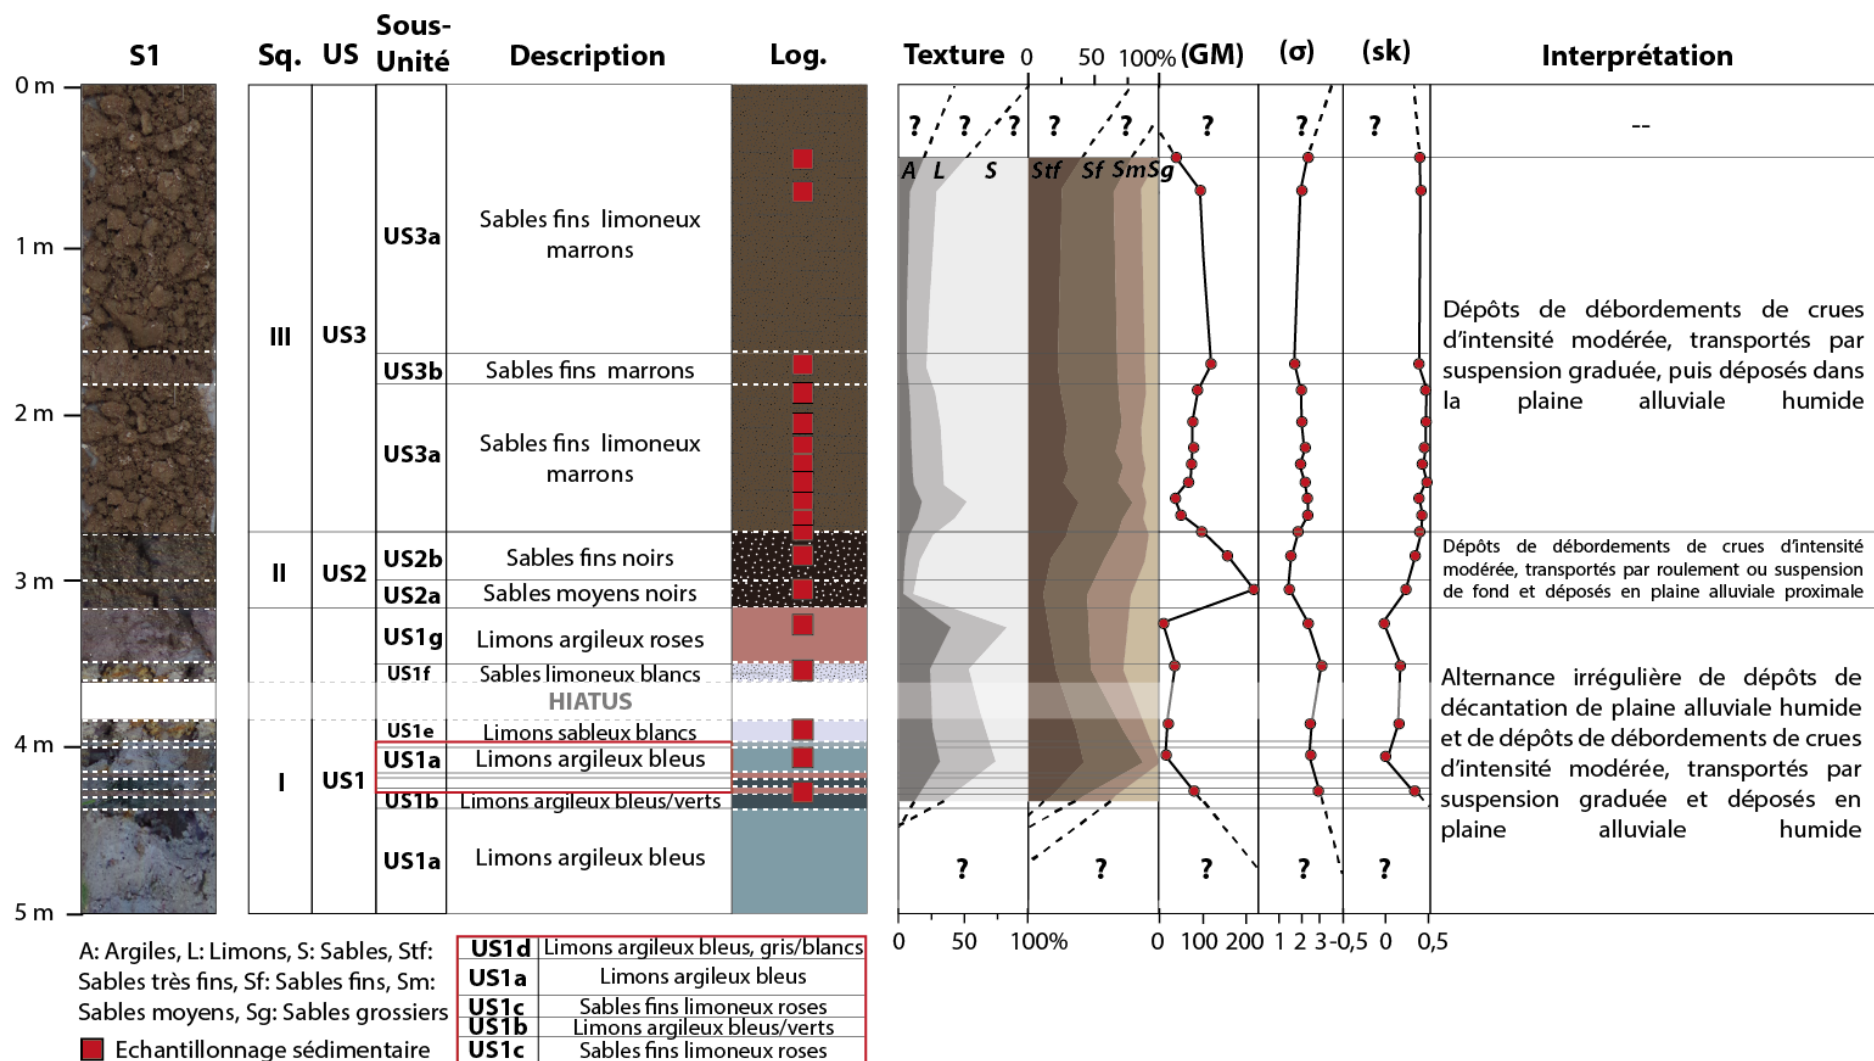 S1 Sq. US Sous-Unité Description Log. Texture 0 50 100% (GM) (σ) (sk) Interprétation
0 m
? ? ? ? ? ? ? ? --
A L S Stf Sf Sm Sg
US3a Sables fins limoneux
marrons
1 m
III US3
Dépôts de débordements de crues
d'intensité modérée, transportés par
suspension graduée, puis déposés dans
la plaine alluviale humide
US3b Sables fins marrons
2 m
US3a Sables fins limoneux
marrons
II US2
US2b Sables fins noirs
Dépôts de débordements de crues d'intensité
modérée, transportés par roulement ou suspension
de fond et déposés en plaine alluviale proximale
3 m
US2a Sables moyens noirs
US1g Limons argileux roses
US1f Sables limoneux blancs
HIATUS
US1e Limons sableux blancs
4 m
US1a Limons argileux bleus
I US1
US1b Limons argileux bleus/verts
US1a Limons argileux bleus
Alternance irrégulière de dépôts de
décantation de plaine alluviale humide
et de dépôts de débordements de crues
d'intensité modérée, transportés par
suspension graduée et déposés en
plaine alluviale humide
? ? ? ? ?
5 m
0 50 100% 0 100 200 1 2 3 -0,5 0 0,5
A: Argiles, L: Limons, S: Sables, Stf:
Sables très fins, Sf: Sables fins, Sm:
Sables moyens, Sg: Sables grossiers
Echantillonnage sédimentaire
US1d Limons argileux bleus, gris/blancs
US1a Limons argileux bleus
US1c Sables fins limoneux roses
US1b Limons argileux bleus/verts
US1c Sables fins limoneux roses